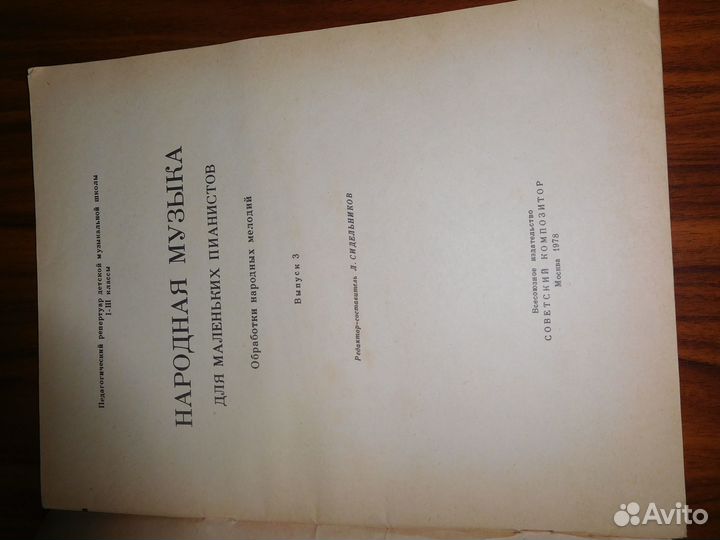 Педагогический репертуар детской музыкальной школы
I-III классы
НАРОДНАЯ МУЗЫКА
ДЛЯ МАЛЕНЬКИХ ПИАНИСТОВ
Обработки народных мелодий
Выпуск 3
Редактор-составитель Л. СИДЕЛЬНИКОВ
Всесоюзное издательство
СОВЕТСКИЙ КОМПОЗИТОР
Москва 1978
Avito